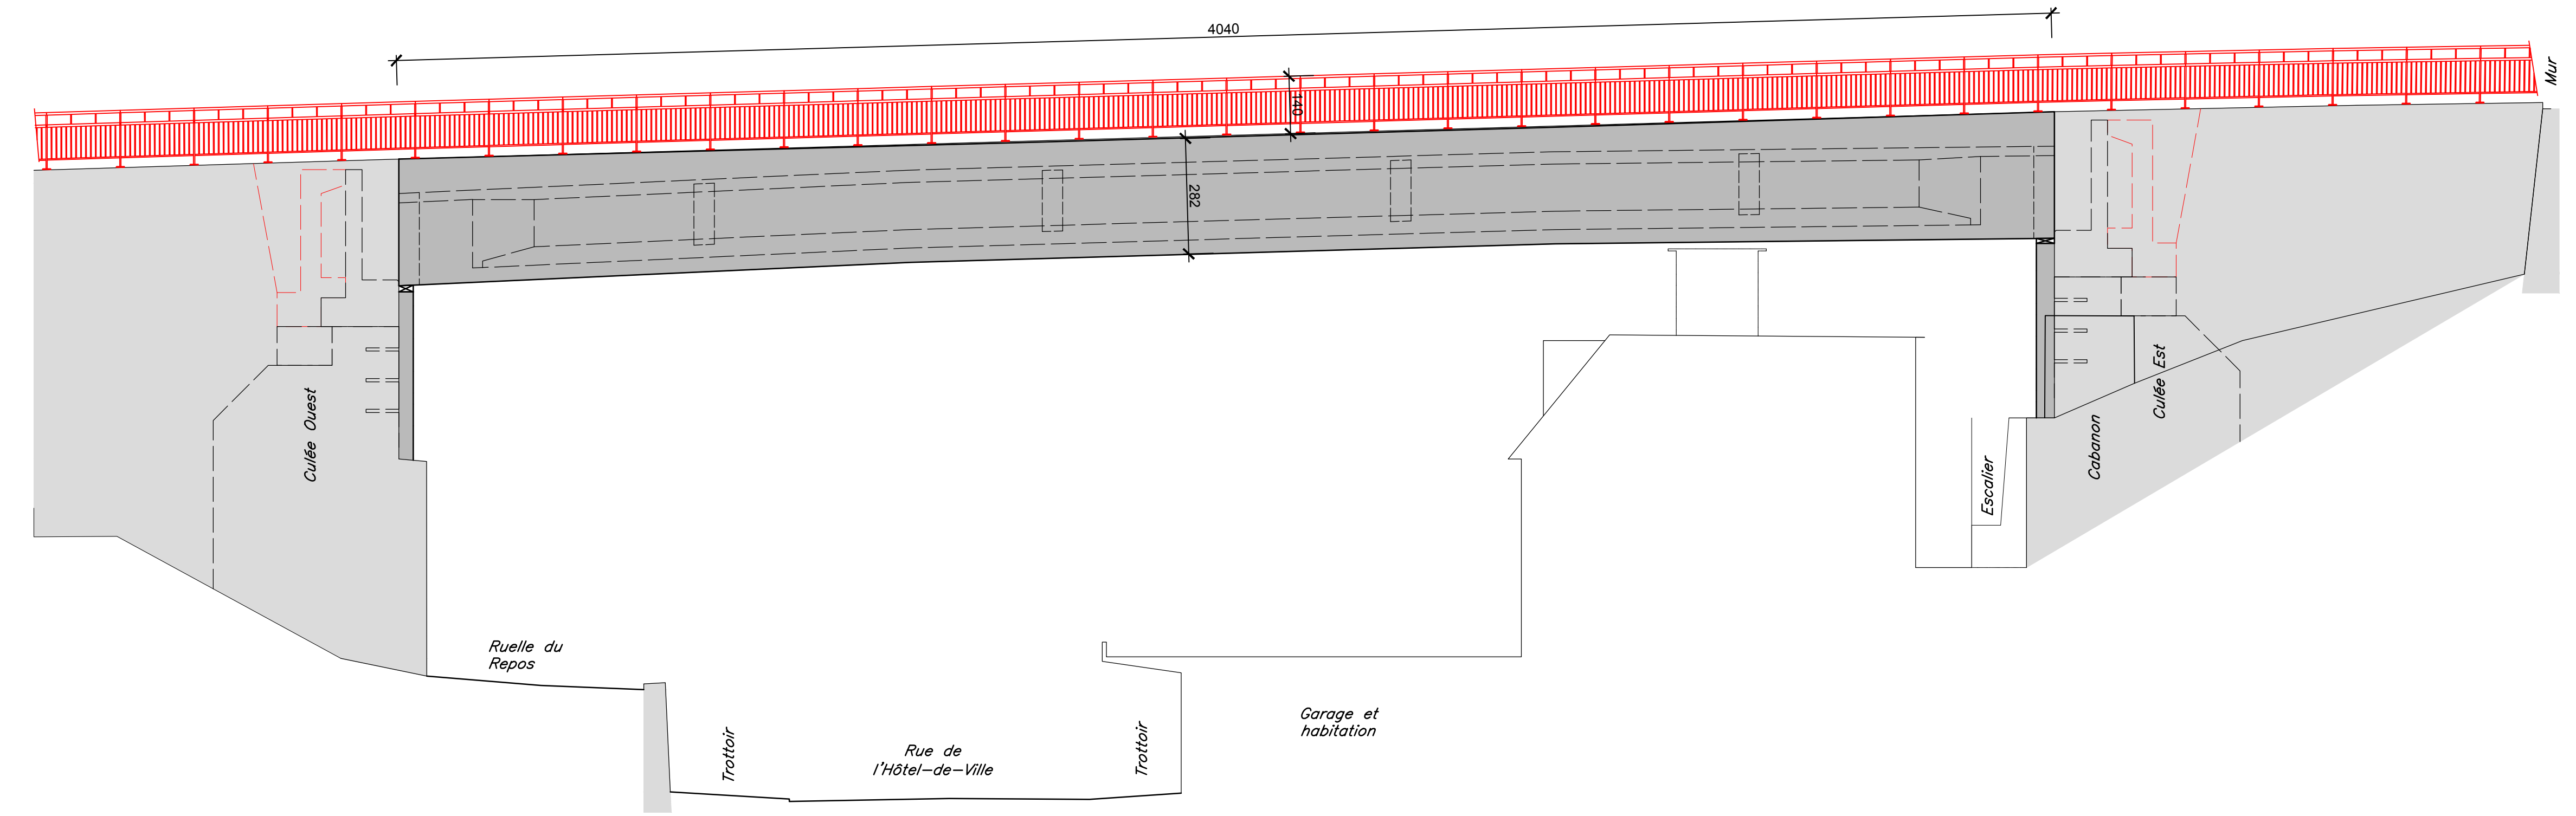 4040
Mur
140
282
Culée Ouest
Culée Est
Cabanon
Escalier
Ruelle du
Repos
Trottoir
Rue de
l'Hôtel-de-Ville
Trottoir
Garage et
habitation